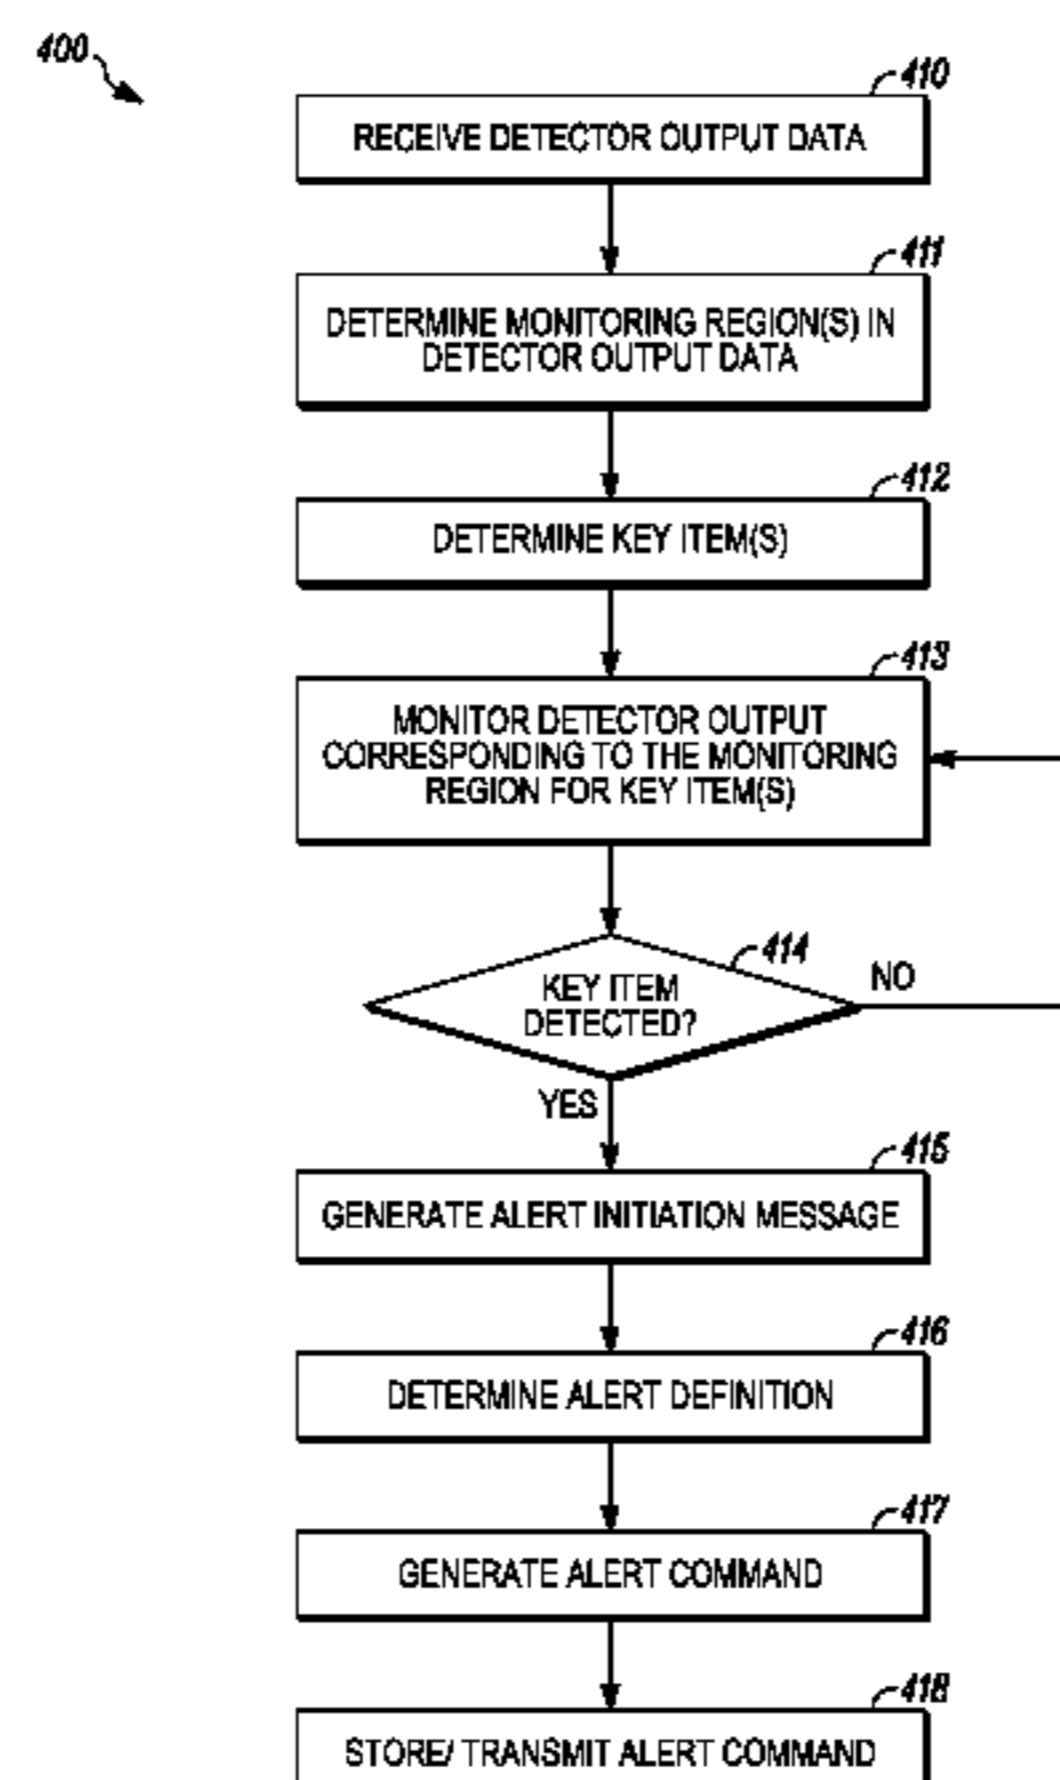 400
410
RECEIVE DETECTOR OUTPUT DATA
411
DETERMINE MONITORING REGION(S) IN
DETECTOR OUTPUT DATA
412
DETERMINE KEY ITEM(S)
413
MONITOR DETECTOR OUTPUT
CORRESPONDING TO THE MONITORING
REGION FOR KEY ITEM(S)
414
KEY ITEM
DETECTED?
NO
YES
415
GENERATE ALERT INITIATION MESSAGE
416
DETERMINE ALERT DEFINITION
417
GENERATE ALERT COMMAND
418
STORE/ TRANSMIT ALERT COMMAND